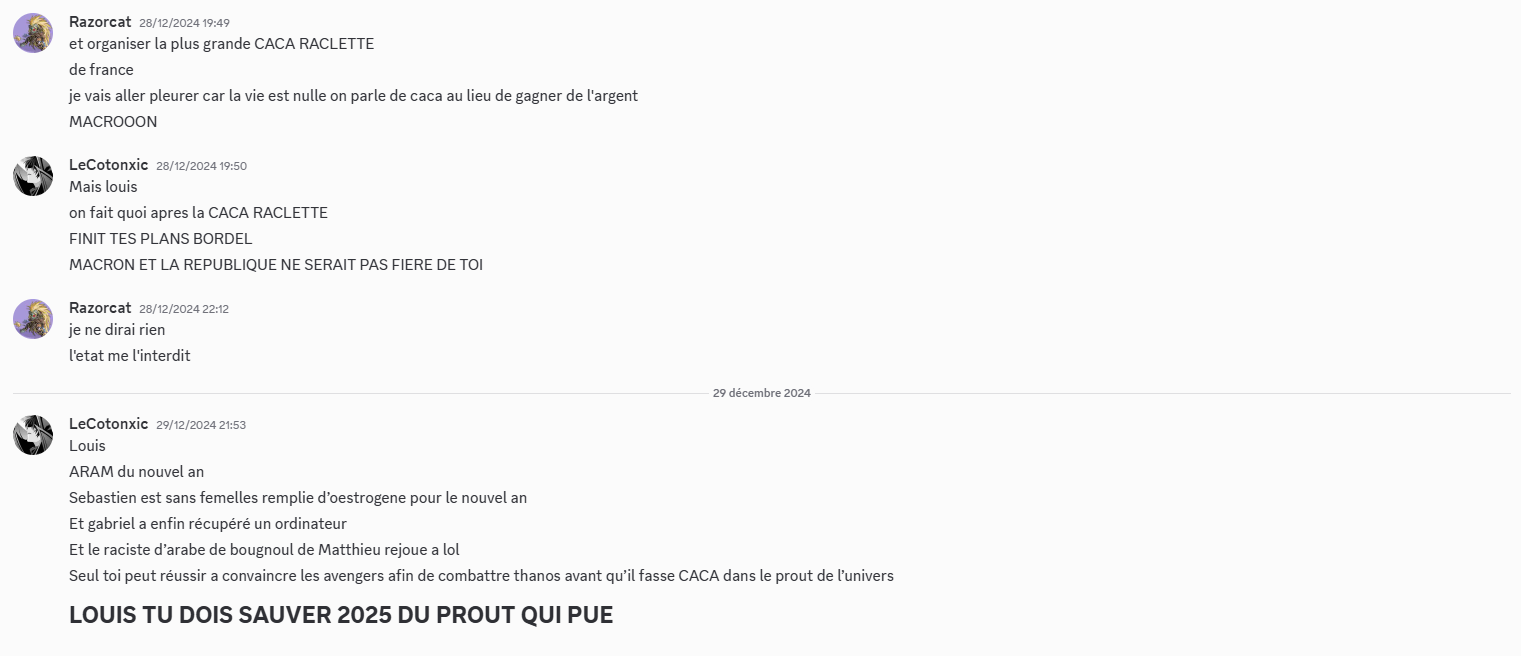 Razorcat 28/12/2024 19:49
et organiser la plus grande CACA RACLETTE
de france
je vais aller pleurer car la vie est nulle on parle de caca au lieu de gagner de l'argent
MACROOON
LeCotonxic 28/12/2024 19:50
Mais louis
on fait quoi apres la CACA RACLETTE
FINIT TES PLANS BORDEL
MACRON ET LA REPUBLIQUE NE SERAIT PAS FIERE DE TOI
Razorcat 28/12/2024 22:12
je ne dirai rien
l'etat me l'interdit
29 décembre 2024
LeCotonxic 29/12/2024 21:53
Louis
ARAM du nouvel an
Sebastien est sans femelles remplie d’oestrogene pour le nouvel an
Et gabriel a enfin récupéré un ordinateur
Et le raciste d’arabe de bougnoul de Matthieu rejoue a lol
Seul toi peut réussir a convaincre les avengers afin de combattre thanos avant qu’il fasse CACA dans le prout de l’univers
LOUIS TU DOIS SAUVER 2025 DU PROUT QUI PUE